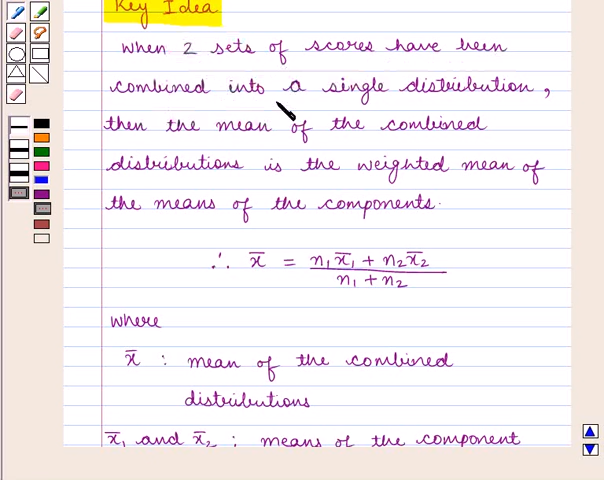 Key Idea
When 2 sets of scores have been
combined into a single distribution,
then the mean of the combined
distributions is the weighted mean of
the means of the components.
∴ x̄ = n₁x̄₁ + n₂x̄₂
n₁ + n₂
where
x̄ : mean of the combined
distributions
x̄₁ and x̄₂ : means of the component